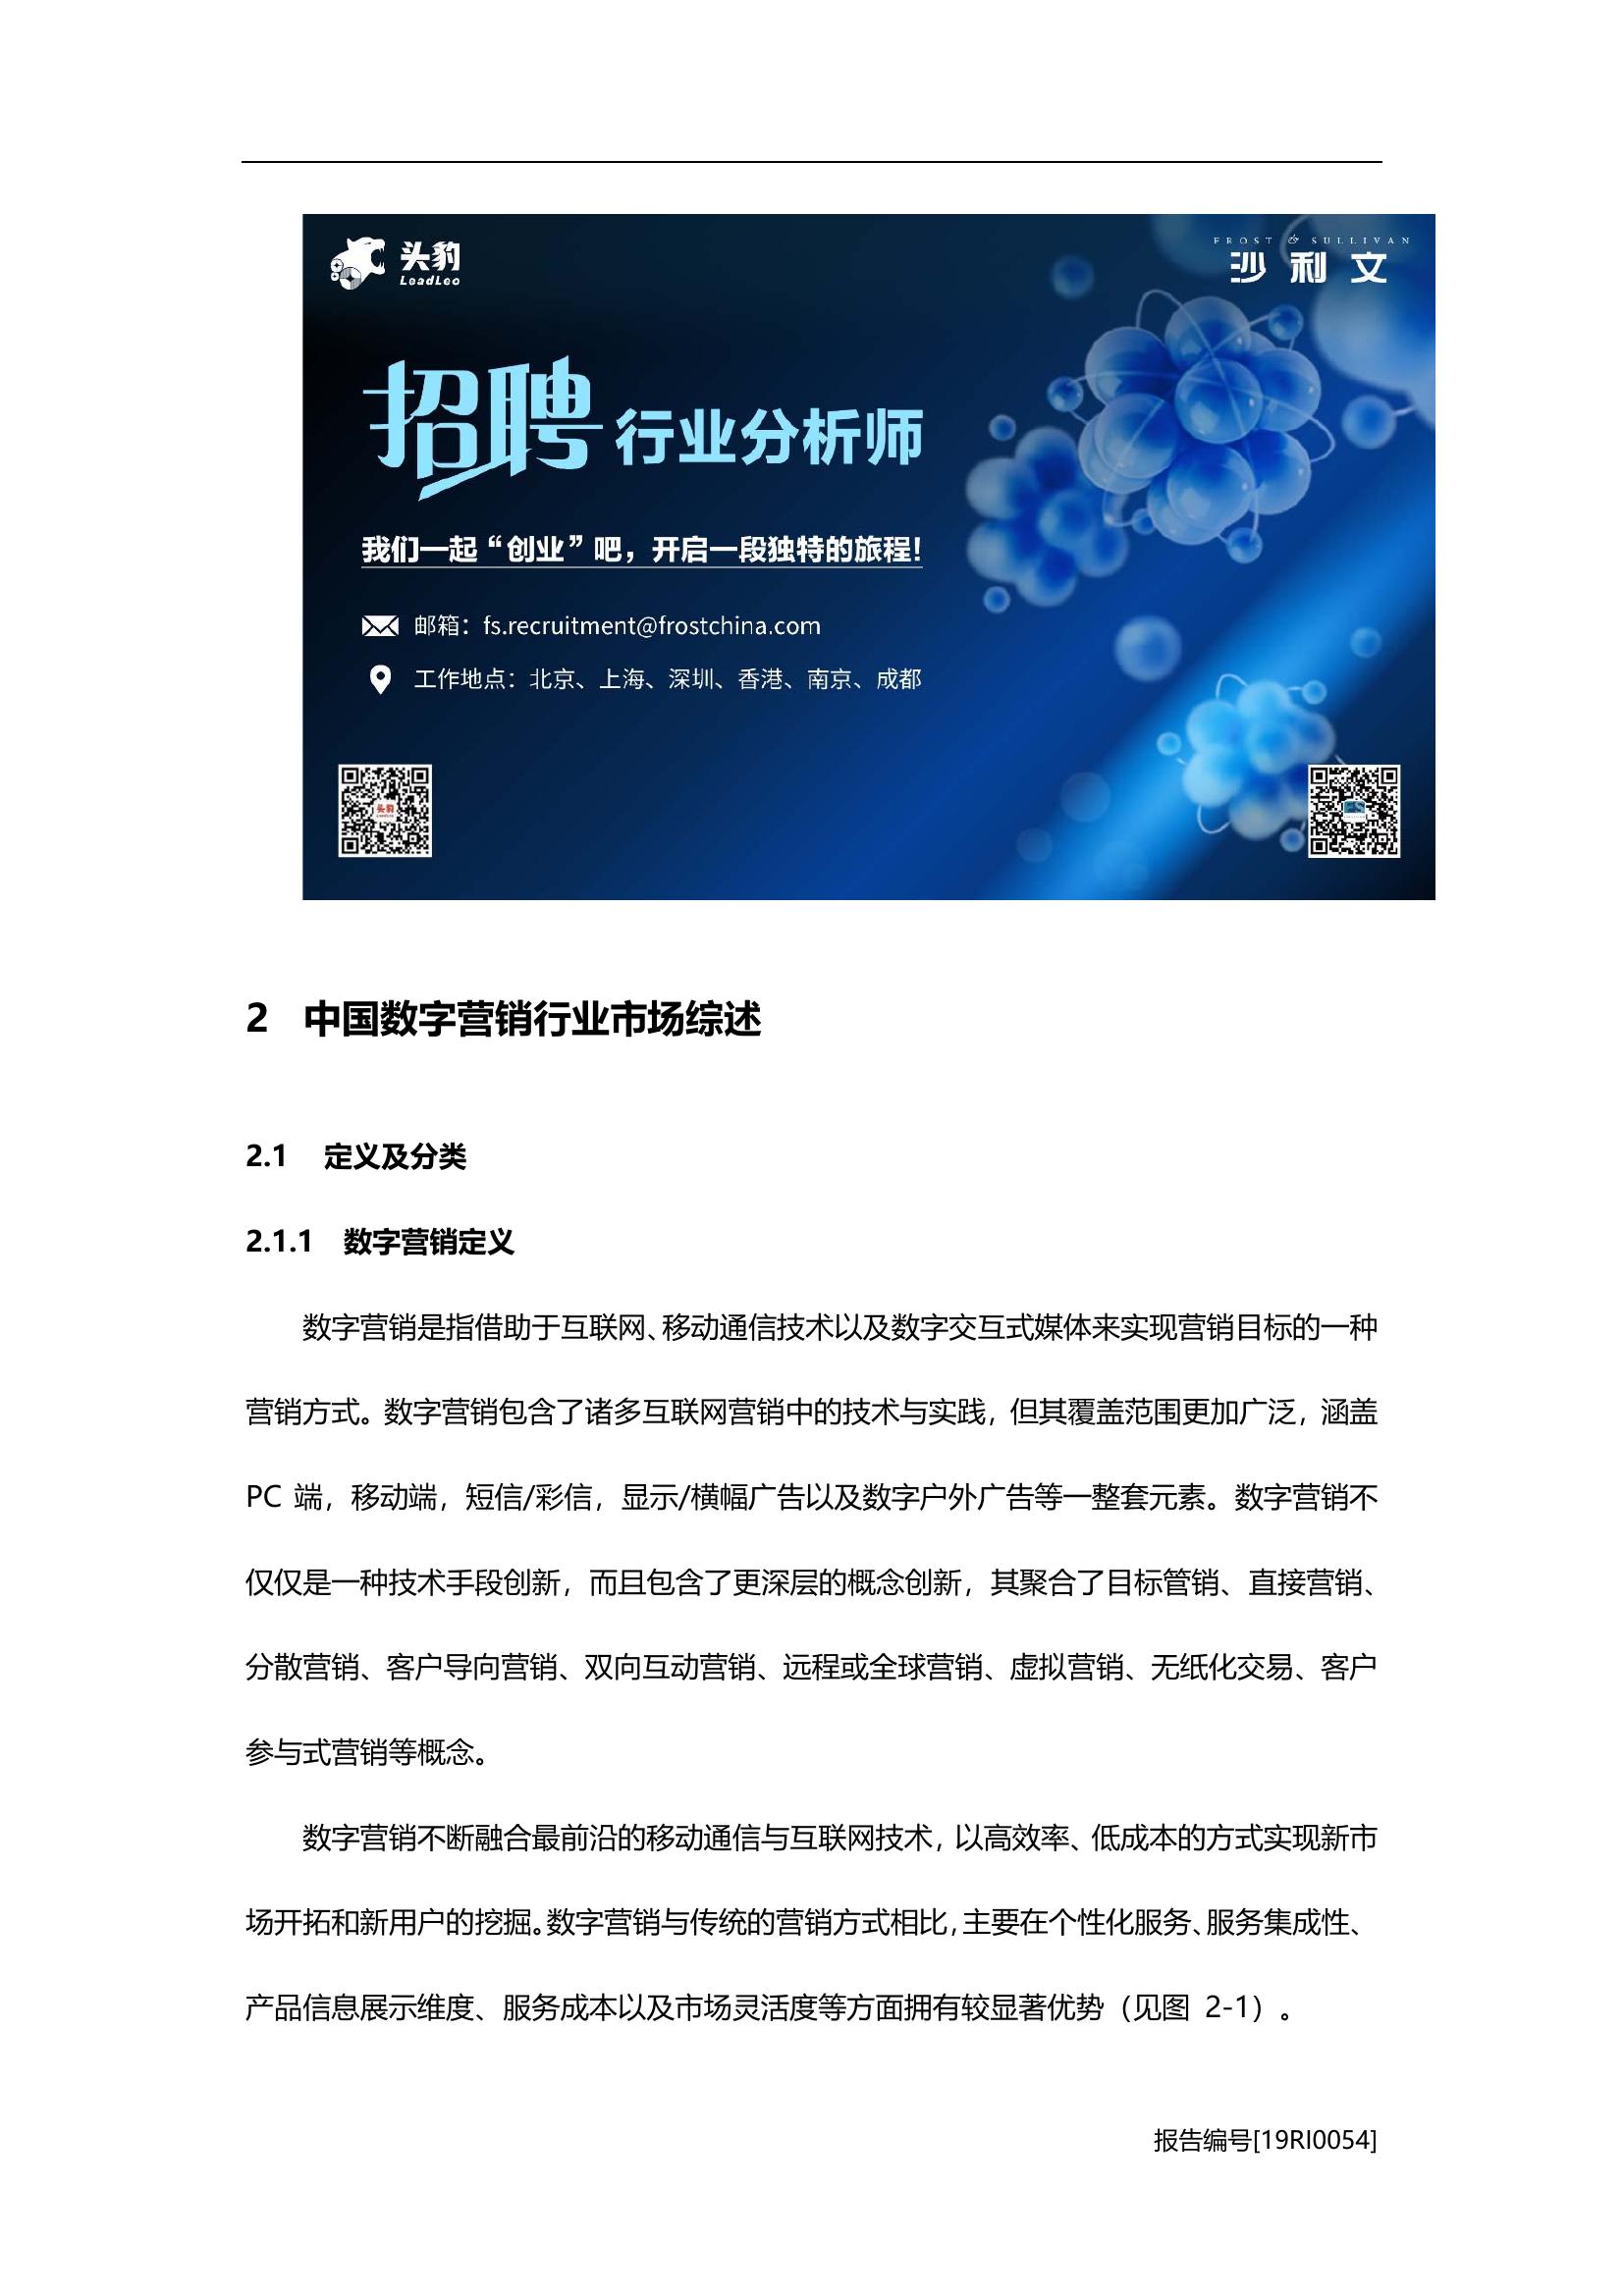 头豹
LeadLeo
FROST & SULLIVAN
沙利文
招聘 行业分析师
我们一起“创业”吧，开启一段独特的旅程!
邮箱：fs.recruitment@frostchina.com
工作地点：北京、上海、深圳、香港、南京、成都
头豹
2 中国数字营销行业市场综述
2.1 定义及分类
2.1.1 数字营销定义
数字营销是指借助于互联网、移动通信技术以及数字交互式媒体来实现营销目标的一种
营销方式。数字营销包含了诸多互联网营销中的技术与实践，但其覆盖范围更加广泛，涵盖
PC 端，移动端，短信/彩信，显示/横幅广告以及数字户外广告等一整套元素。数字营销不
仅仅是一种技术手段创新，而且包含了更深层的概念创新，其聚合了目标管销、直接营销、
分散营销、客户导向营销、双向互动营销、远程或全球营销、虚拟营销、无纸化交易、客户
参与式营销等概念。
数字营销不断融合最前沿的移动通信与互联网技术，以高效率、低成本的方式实现新市
场开拓和新用户的挖掘。数字营销与传统的营销方式相比，主要在个性化服务、服务集成性、
产品信息展示维度、服务成本以及市场灵活度等方面拥有较显著优势（见图 2-1）。
报告编号[19RI0054]